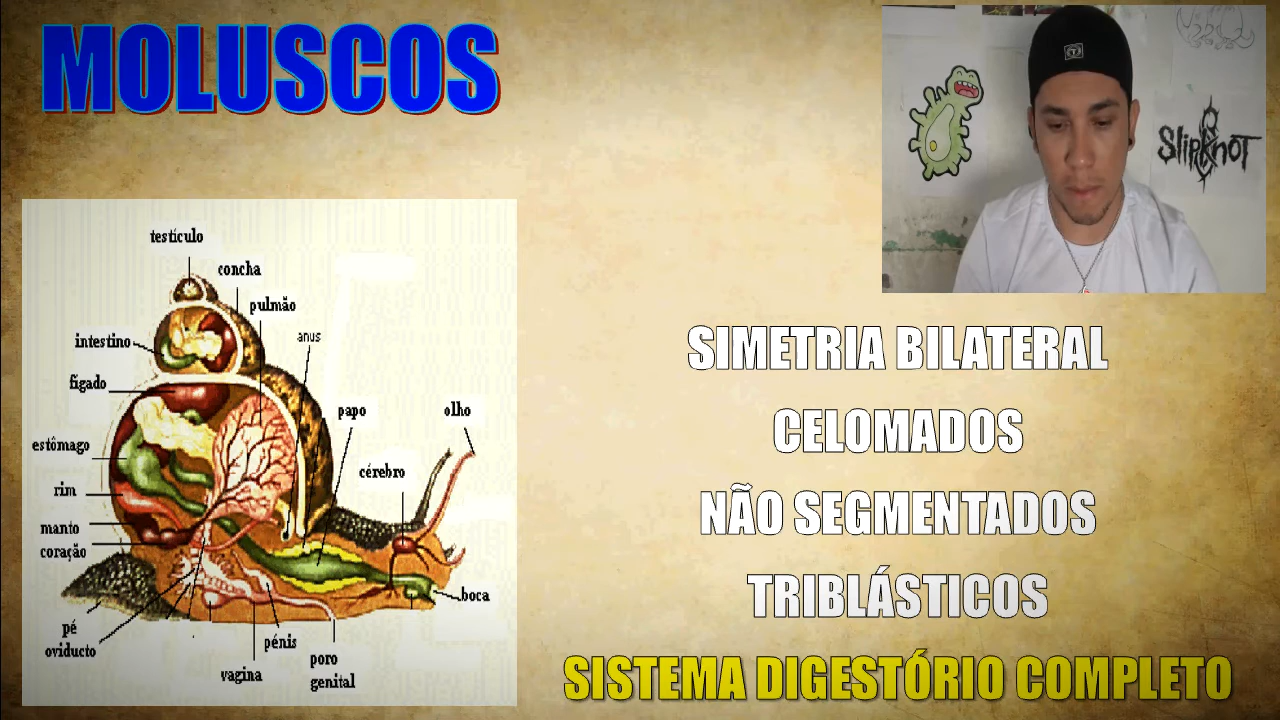 MOLUSCOS
SLIPKNOT
testículo
concha
pulmão
anus
intestino
fígado
papo
olho
estômago
cérebro
rim
manto
coração
boca
pé
oviducto
pénis
vagina
poro
genital
SIMETRIA BILATERAL
CELOMADOS
NÃO SEGMENTADOS
TRIBLÁSTICOS
SISTEMA DIGESTÓRIO COMPLETO